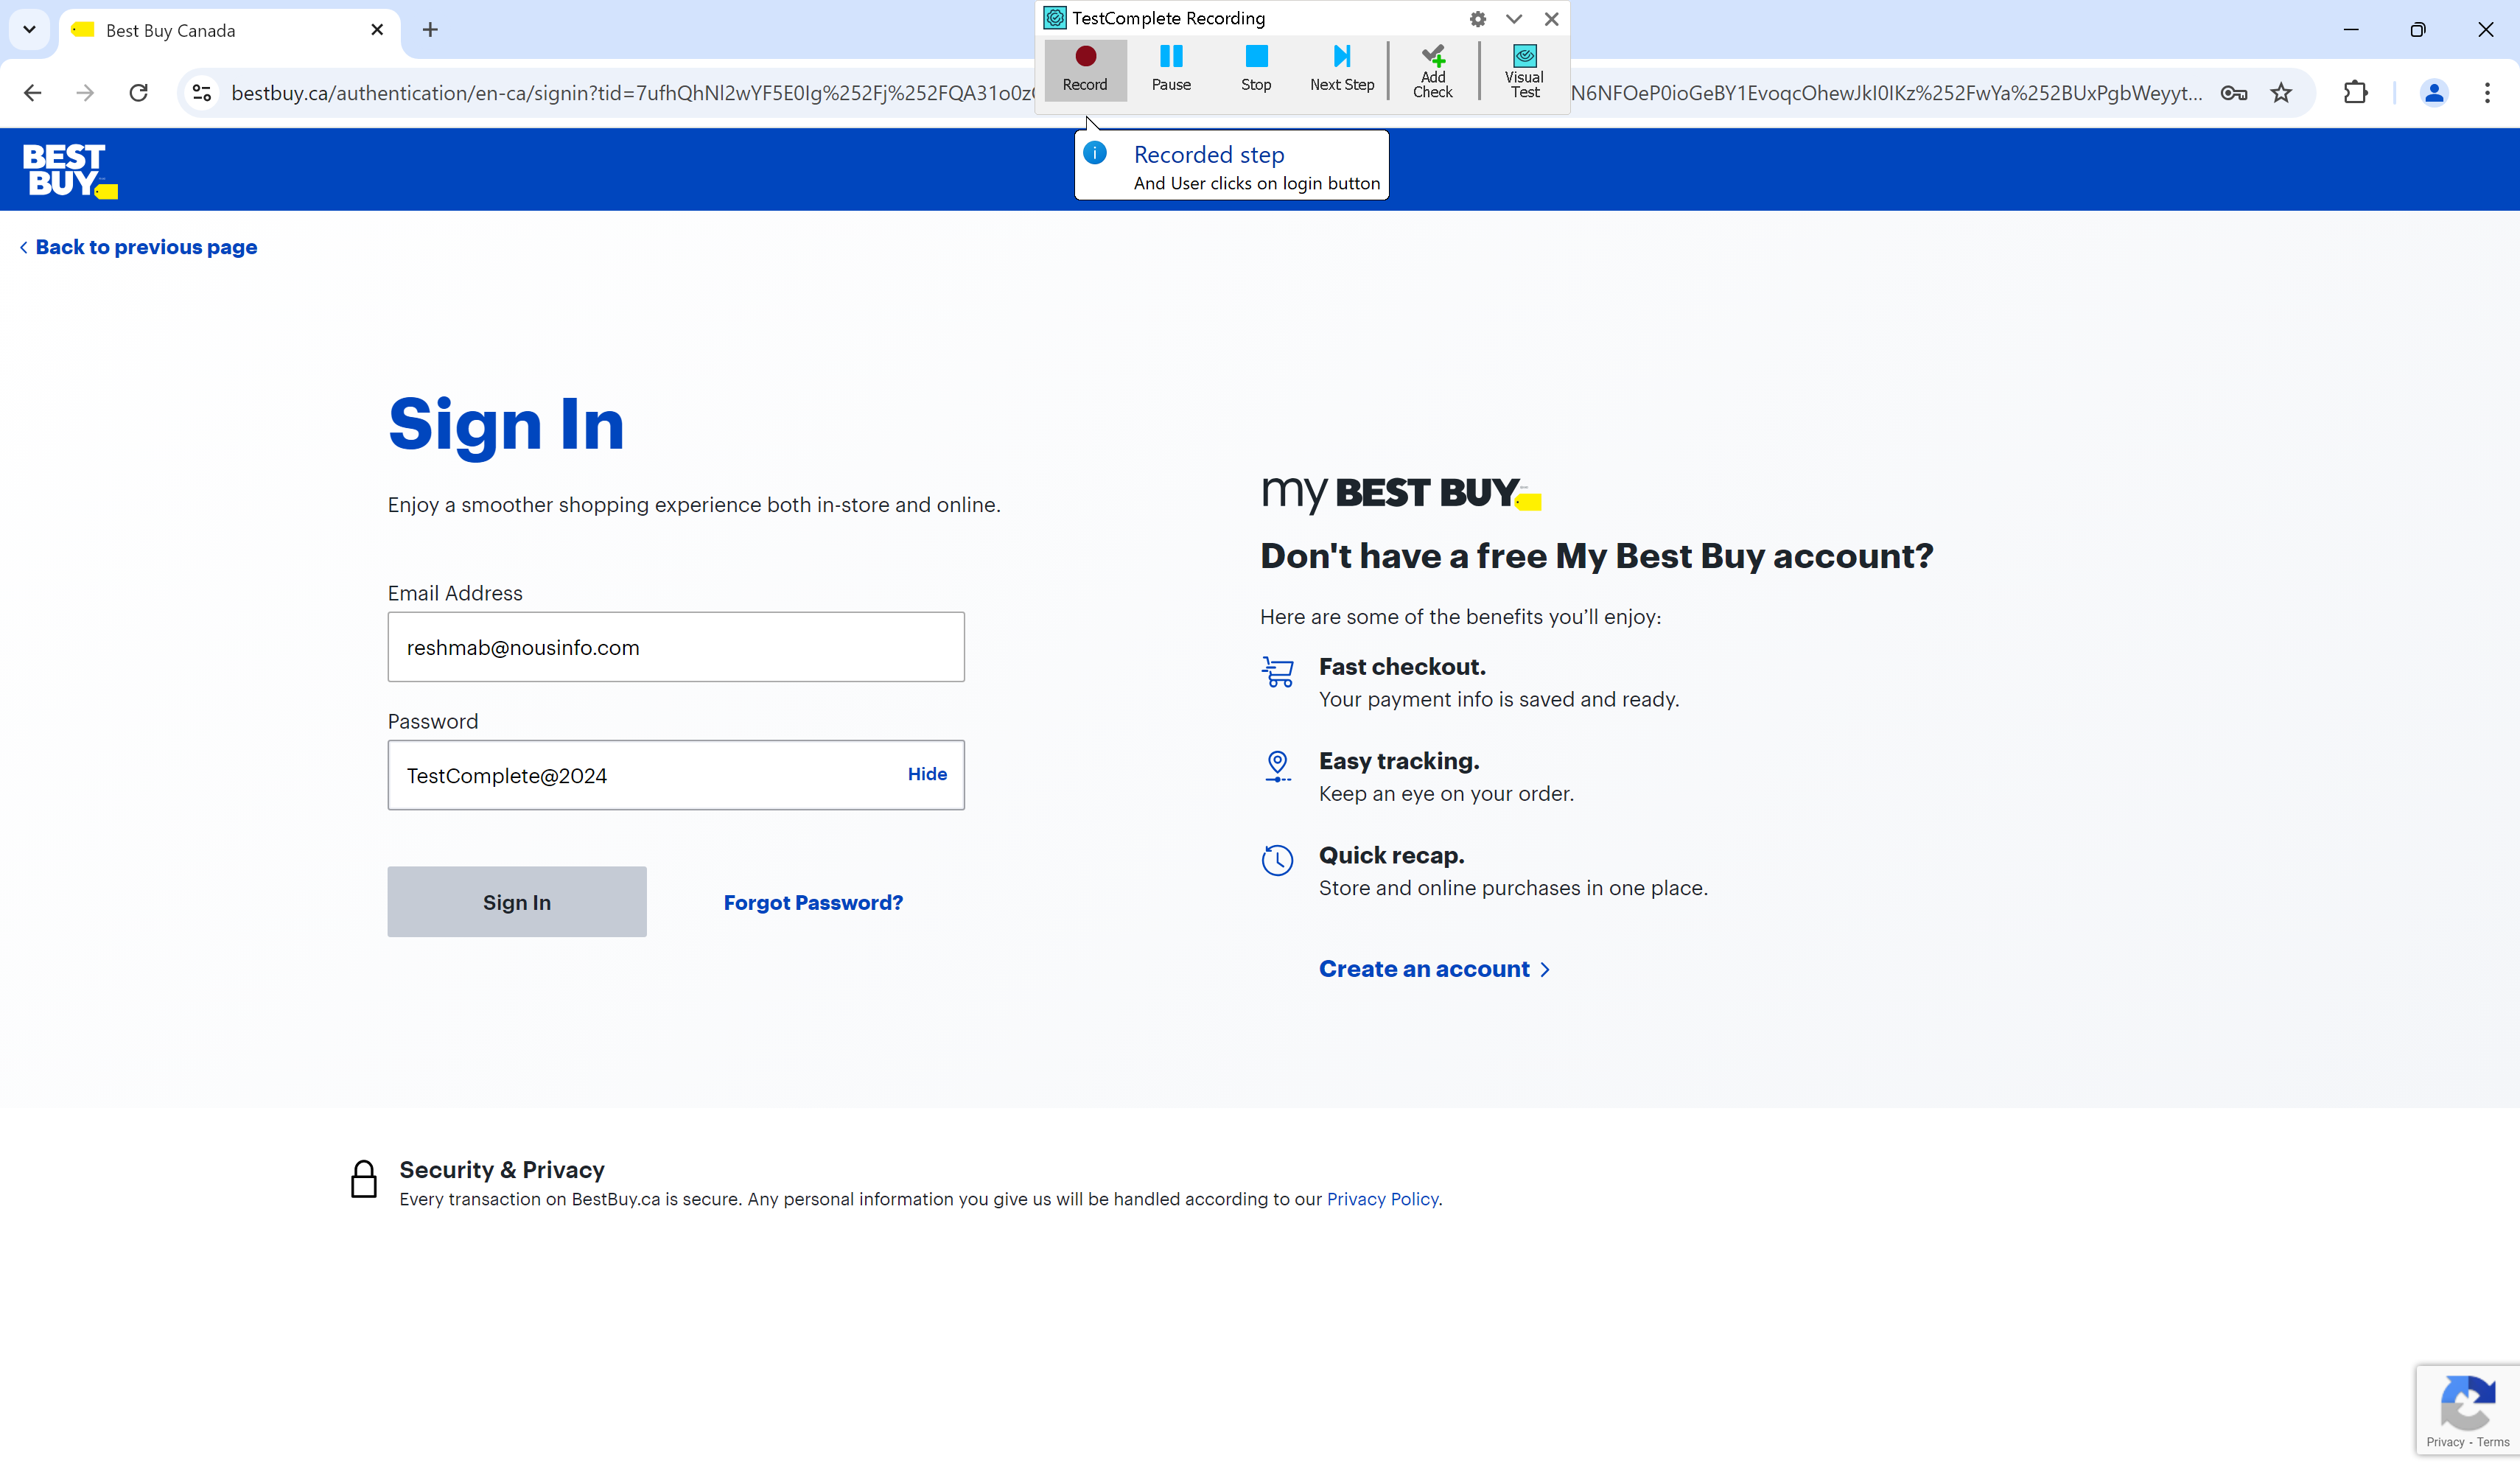 Best Buy Canada
TestComplete Recording
Record
Pause
Stop
Next Step
Add Check
Visual Test
bestbuy.ca/authentication/en-ca/signin?tid=7ufhQhNl2wYF5E0Ig%252Fj%252FQA31o0z
N6NFOeP0ioGeBY1EvoqcOhewJkI0IKz%252FwYa%252BUxPgbWeyyt...
Recorded step
And User clicks on login button
BEST
BUY
Back to previous page
Sign In
Enjoy a smoother shopping experience both in-store and online.
Email Address
reshmab@nousinfo.com
Password
TestComplete@2024
Hide
Sign In
Forgot Password?
my BEST BUY
Don't have a free My Best Buy account?
Here are some of the benefits you’ll enjoy:
Fast checkout.
Your payment info is saved and ready.
Easy tracking.
Keep an eye on your order.
Quick recap.
Store and online purchases in one place.
Create an account
Security & Privacy
Every transaction on BestBuy.ca is secure. Any personal information you give us will be handled according to our Privacy Policy.
Privacy - Terms